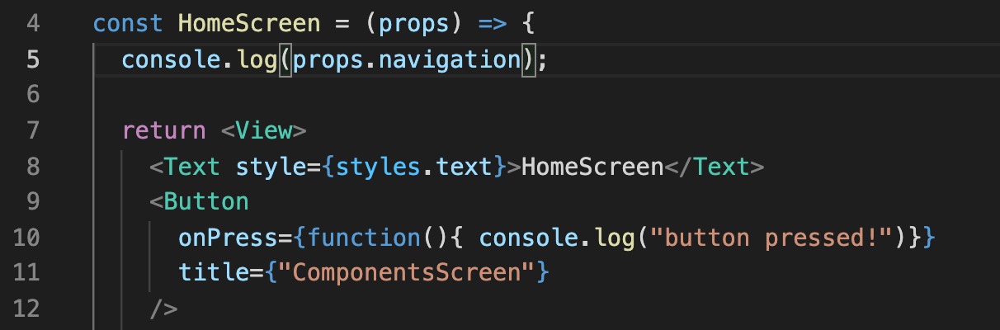 4 const HomeScreen = (props) => {
5 console.log(props.navigation);
6
7 return <View>
8 <Text style={styles.text}>HomeScreen</Text>
9 <Button
10 onPress={function(){ console.log("button pressed!")}}
11 title={"ComponentsScreen"}
12 />